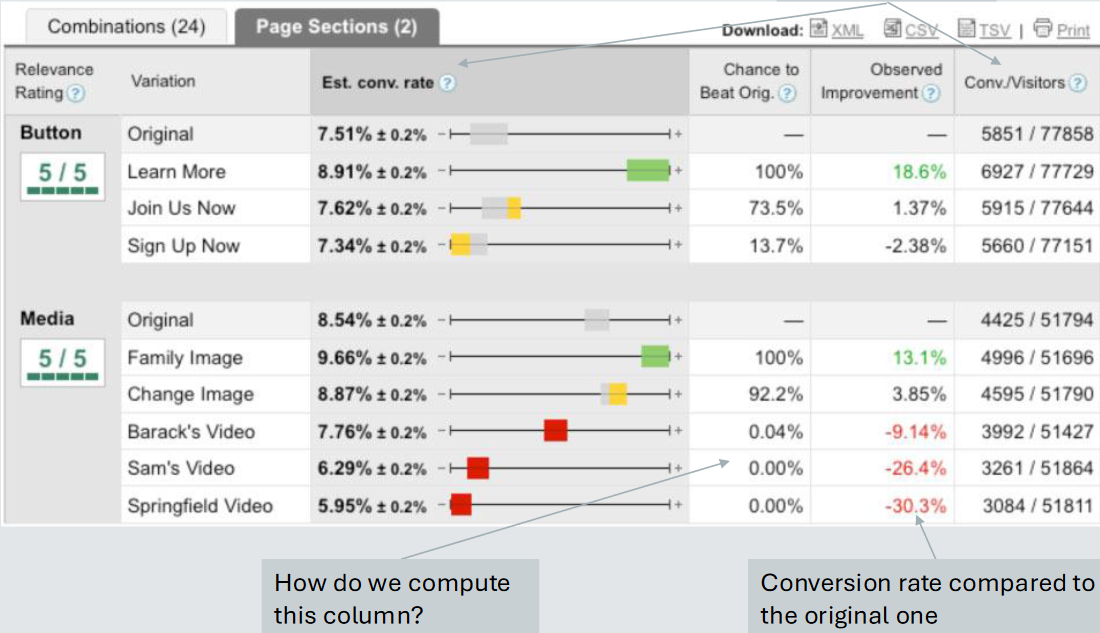 Combinations (24) Page Sections (2) Download: XML CSV TSV | Print
Relevance Rating ? Variation Est. conv. rate ? Chance to Beat Orig. ? Observed Improvement ? Conv./Visitors ?
Button Original 7.51% ± 0.2% — — 5851 / 77858
5 / 5 Learn More 8.91% ± 0.2% 100% 18.6% 6927 / 77729
Join Us Now 7.62% ± 0.2% 73.5% 1.37% 5915 / 77644
Sign Up Now 7.34% ± 0.2% 13.7% -2.38% 5660 / 77151
Media Original 8.54% ± 0.2% — — 4425 / 51794
5 / 5 Family Image 9.66% ± 0.2% 100% 13.1% 4996 / 51696
Change Image 8.87% ± 0.2% 92.2% 3.85% 4595 / 51790
Barack's Video 7.76% ± 0.2% 0.04% -9.14% 3992 / 51427
Sam's Video 6.29% ± 0.2% 0.00% -26.4% 3261 / 51864
Springfield Video 5.95% ± 0.2% 0.00% -30.3% 3084 / 51811
How do we compute
this column?
Conversion rate compared to
the original one